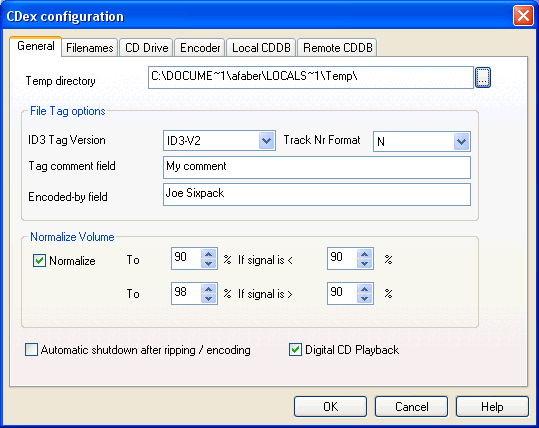 CDex configuration
General Filenames CD Drive Encoder Local CDDB Remote CDDB
Temp directory C:\DOCUME~1\afaber\LOCALS~1\Temp\ ...
File Tag options
ID3 Tag Version ID3-V2 Track Nr Format N
Tag comment field My comment
Encoded-by field Joe Sixpack
Normalize Volume
Normalize To 90 % If signal is < 90 %
To 98 % If signal is > 90 %
Automatic shutdown after ripping / encoding Digital CD Playback
OK Cancel Help